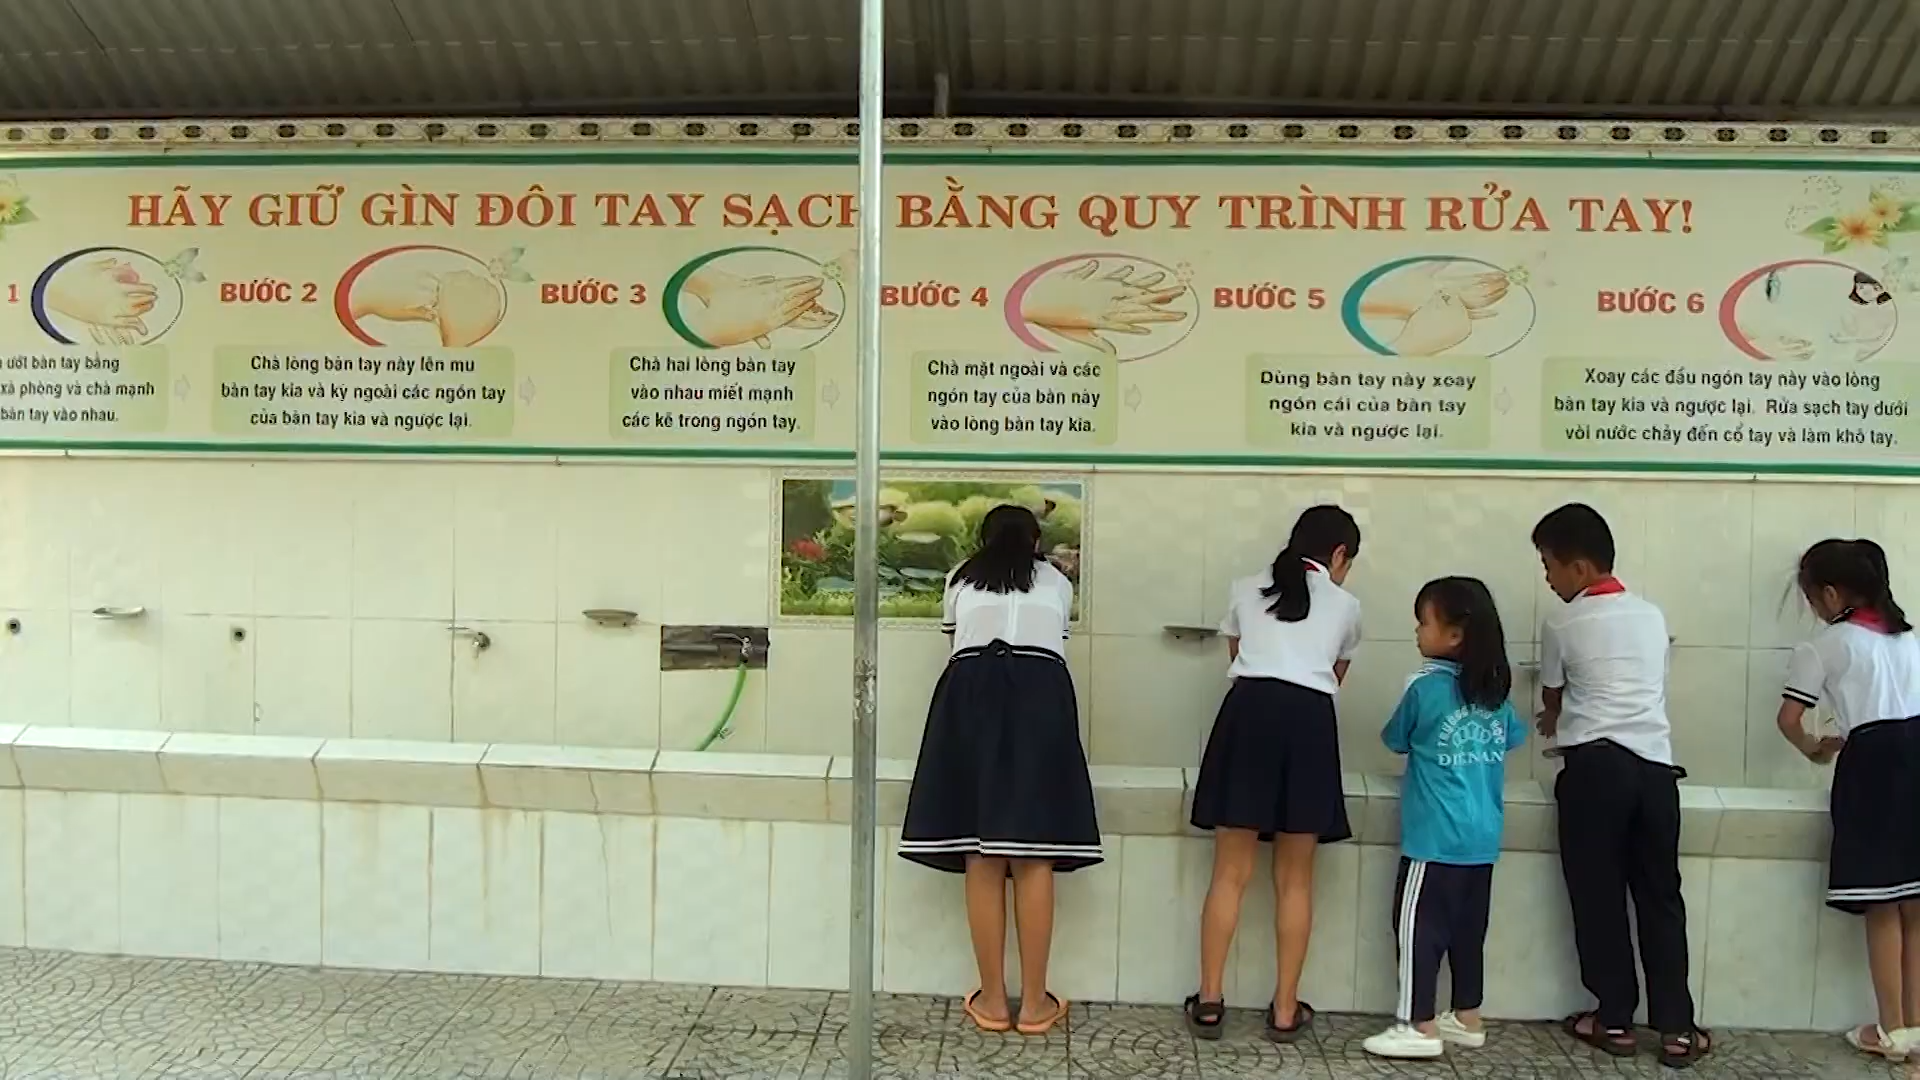 HÃY GIỮ GÌN ĐÔI TAY SẠCH BẰNG QUY TRÌNH RỬA TAY!
1
ướt bàn tay bằng
xà phòng và chà mạnh
bàn tay vào nhau.
BƯỚC 2
Chà lòng bàn tay này lên mu
bàn tay kia và kỳ ngoài các ngón tay
của bàn tay kia và ngược lại.
BƯỚC 3
Chà hai lòng bàn tay
vào nhau miết mạnh
các kẽ trong ngón tay.
BƯỚC 4
Chà mặt ngoài và các
ngón tay của bàn này
vào lòng bàn tay kia.
BƯỚC 5
Dùng bàn tay này xoay
ngón cái của bàn tay
kia và ngược lại.
BƯỚC 6
Xoay các đầu ngón tay này vào lòng
bàn tay kia và ngược lại. Rửa sạch tay dưới
vòi nước chảy đến cổ tay và làm khô tay.
TRƯỜNG